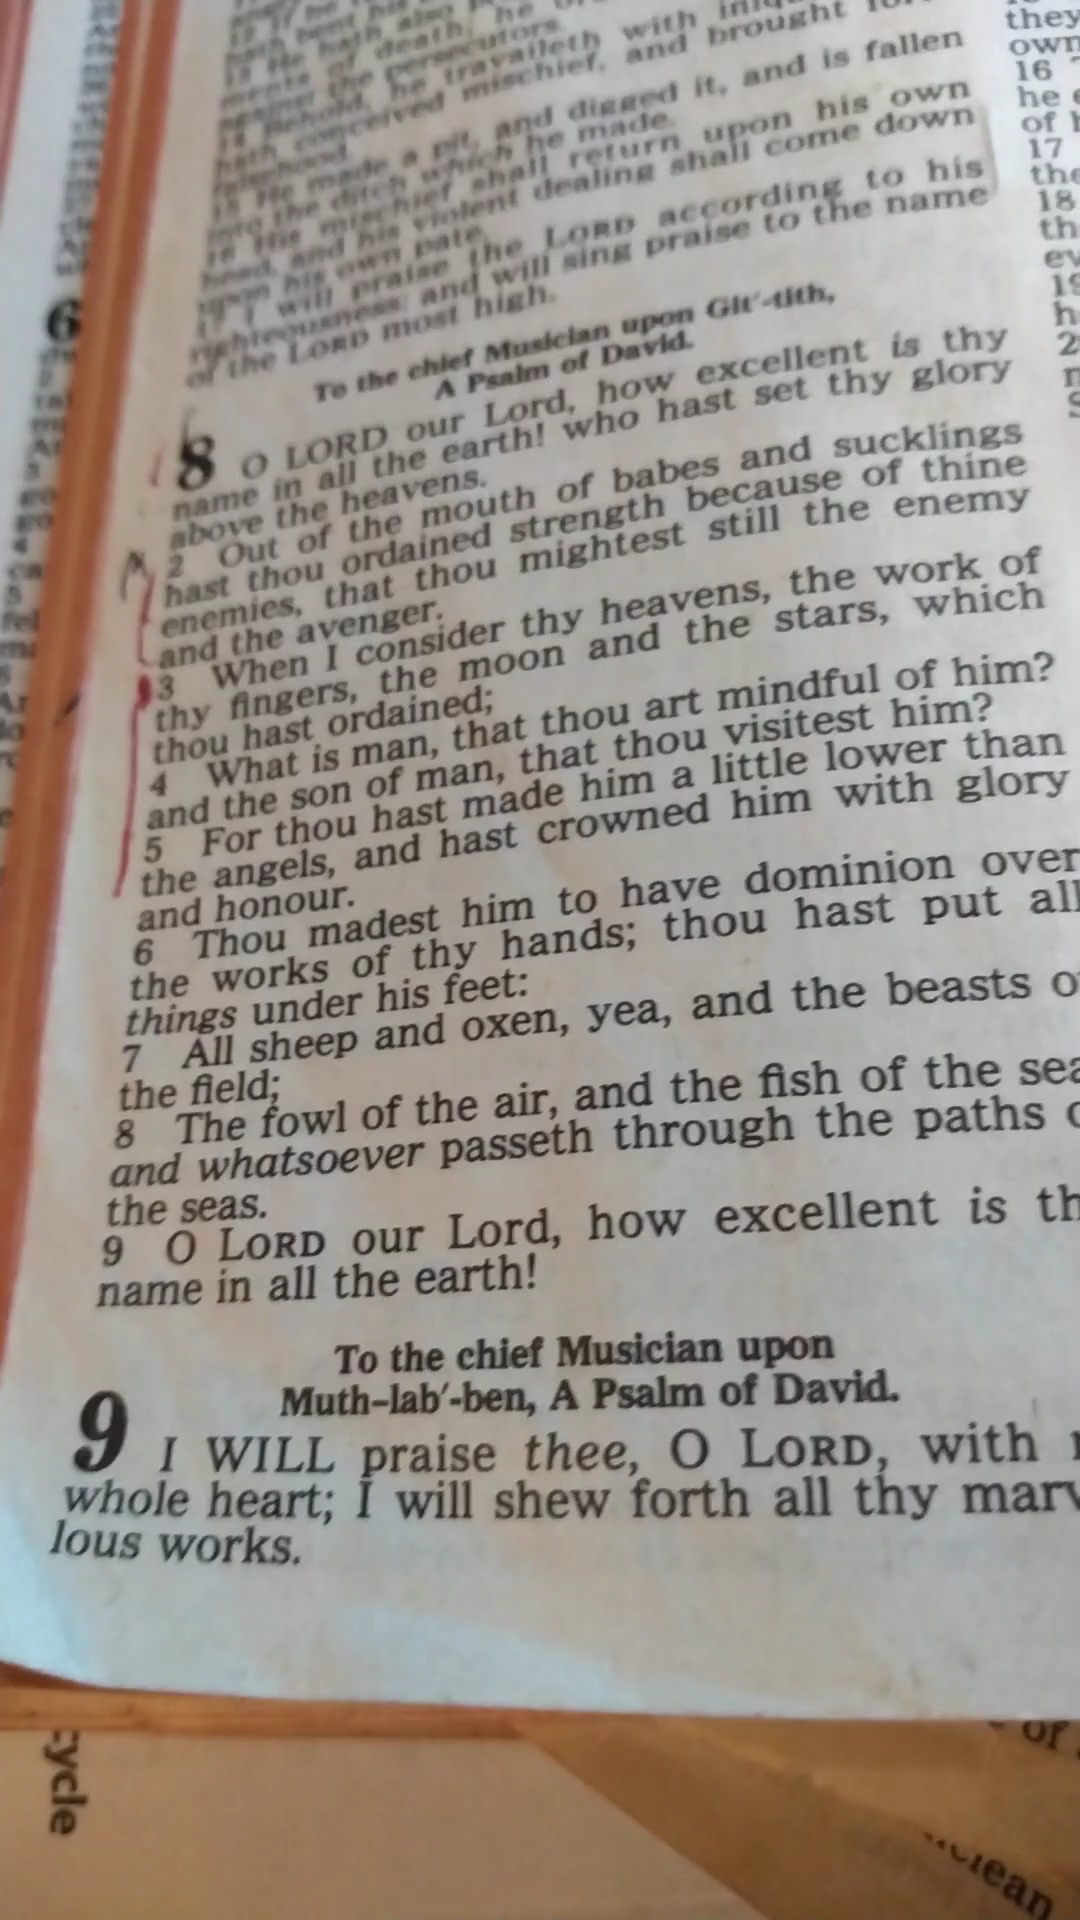 ments of death; he
against the persecutors.
14 Behold, he travaileth with
hath conceived mischief, and brought
falsehood.
15 He made a pit, and digged it, and is fallen
into the ditch which he made.
16 His mischief shall return upon his own
head, and his violent dealing shall come down
upon his own pate.
17 I will praise the LORD according to his
righteousness: and will sing praise to the name
of the LORD most high.
To the chief Musician upon Git′-tith,
A Psalm of David.
8 O LORD our Lord, how excellent is thy
name in all the earth! who hast set thy glory
above the heavens.
2 Out of the mouth of babes and sucklings
hast thou ordained strength because of thine
enemies, that thou mightest still the enemy
and the avenger.
3 When I consider thy heavens, the work of
thy fingers, the moon and the stars, which
thou hast ordained;
4 What is man, that thou art mindful of him?
and the son of man, that thou visitest him?
5 For thou hast made him a little lower than
the angels, and hast crowned him with glory
and honour.
6 Thou madest him to have dominion over
the works of thy hands; thou hast put all
things under his feet:
7 All sheep and oxen, yea, and the beasts o
the field;
8 The fowl of the air, and the fish of the sea
and whatsoever passeth through the paths o
the seas.
9 O LORD our Lord, how excellent is th
name in all the earth!
To the chief Musician upon
Muth-lab′-ben, A Psalm of David.
9 I WILL praise thee, O LORD, with
whole heart; I will shew forth all thy marv
lous works.
6
they
own
16
he
of
17
the
18
th
ev
19
h
2
ycle
of
clean